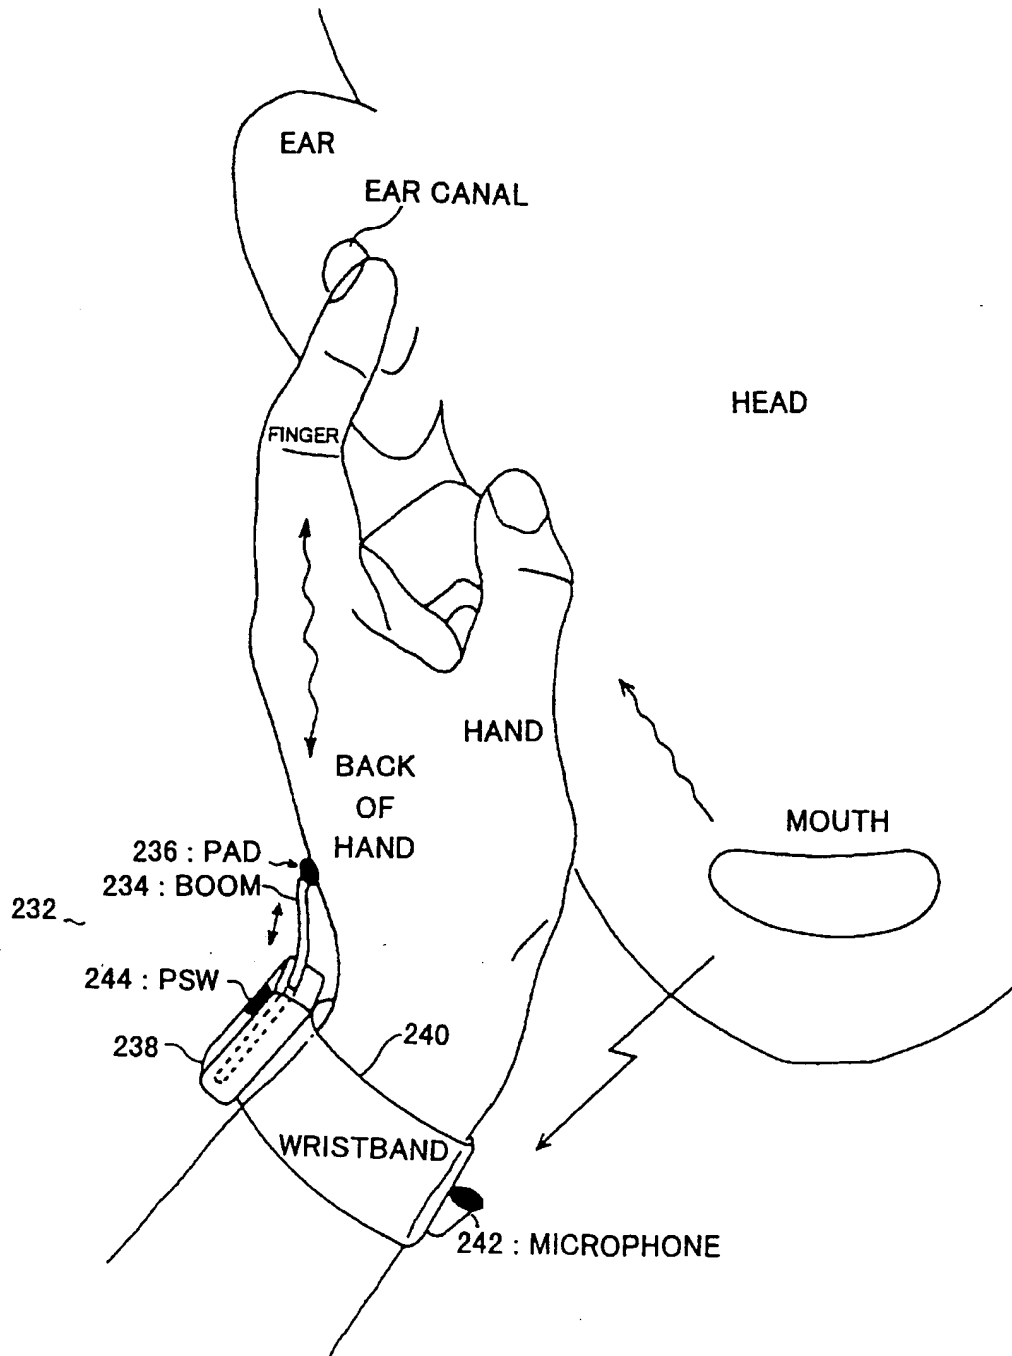 EAR
EAR CANAL
HEAD
FINGER
HAND
BACK
OF
HAND
MOUTH
236 : PAD
234 : BOOM
232
244 : PSW
238
240
WRISTBAND
242 : MICROPHONE